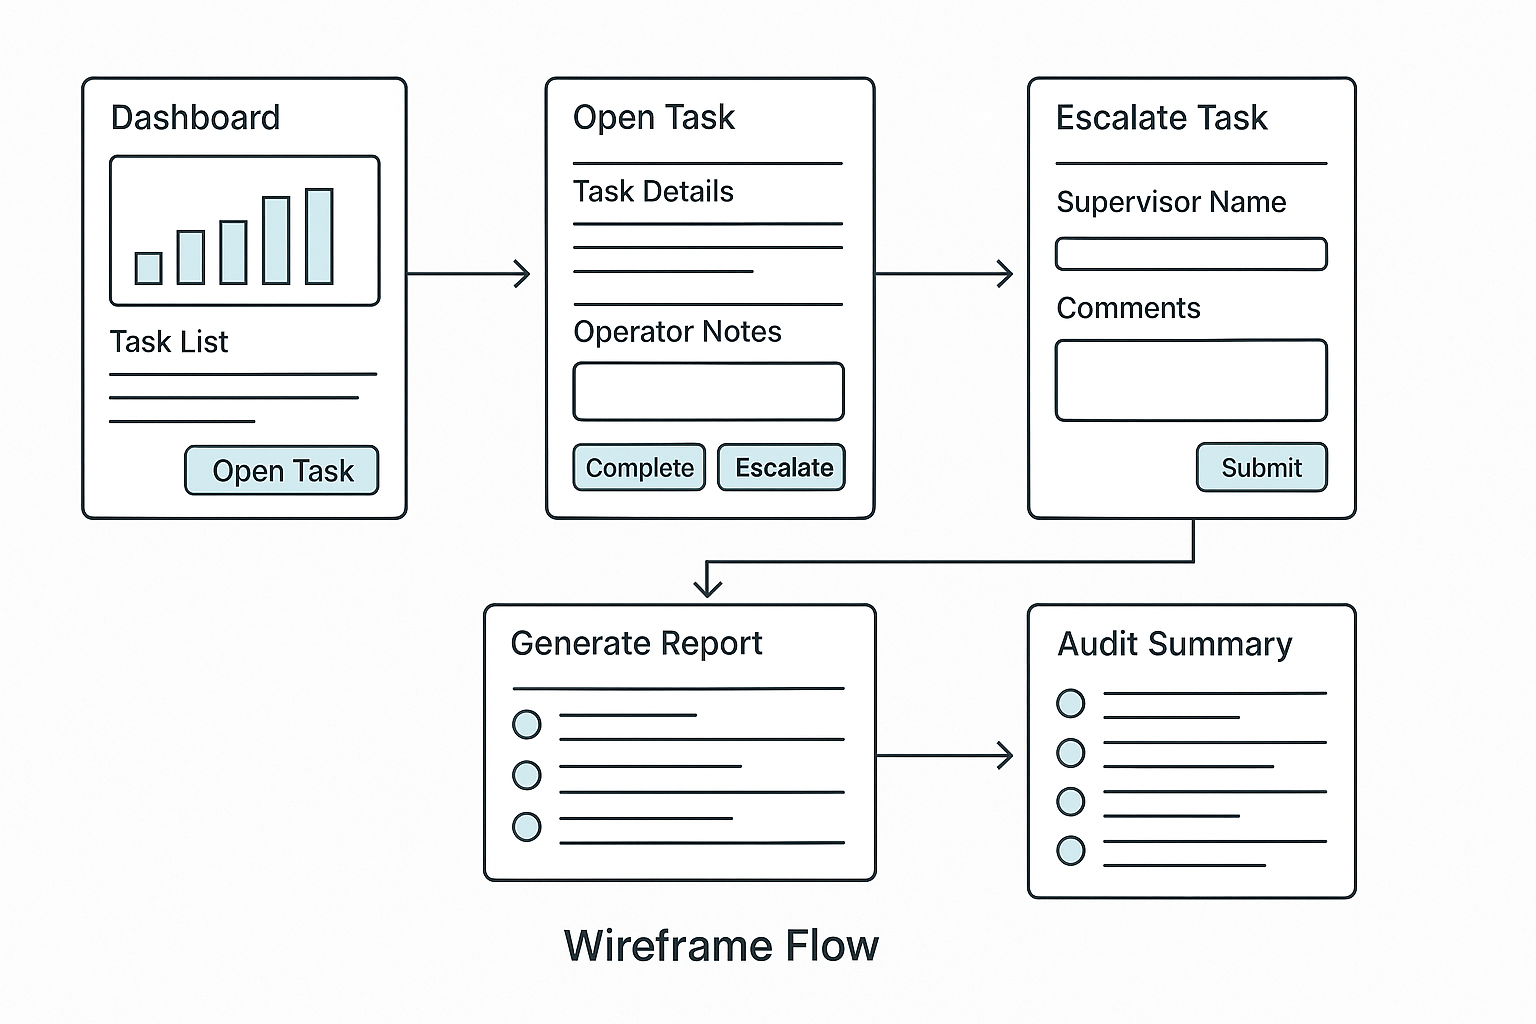 Dashboard
Task List
Open Task
Open Task
Task Details
Operator Notes
Complete
Escalate
Escalate Task
Supervisor Name
Comments
Submit
Generate Report
Audit Summary
Wireframe Flow